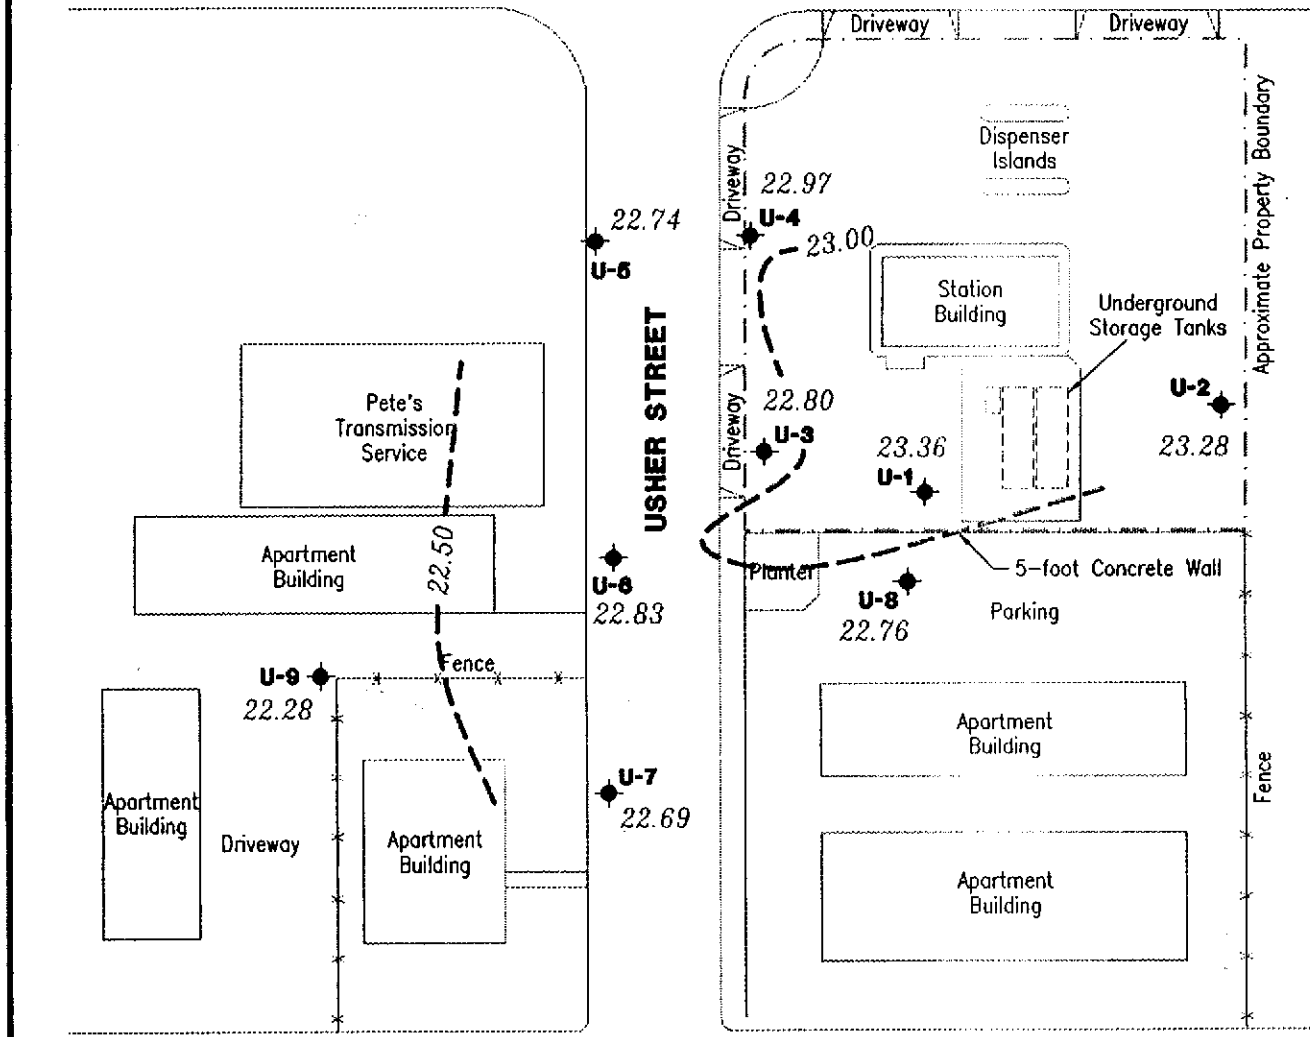 Driveway
Driveway
Dispenser
Islands
Driveway
22.97
U-4
23.00
22.74
U-5
Approximate Property Boundary
Station
Building
Underground
Storage Tanks
USHER STREET
Pete's
Transmission
Service
22.80
U-3
Driveway
U-2
23.28
23.36
U-1
Apartment
Building
22.50
U-6
22.83
Planter
5-foot Concrete Wall
U-8
22.76
Parking
Fence
U-9
22.28
Apartment
Building
Fence
U-7
22.69
Apartment
Building
Driveway
Apartment
Building
Apartment
Building